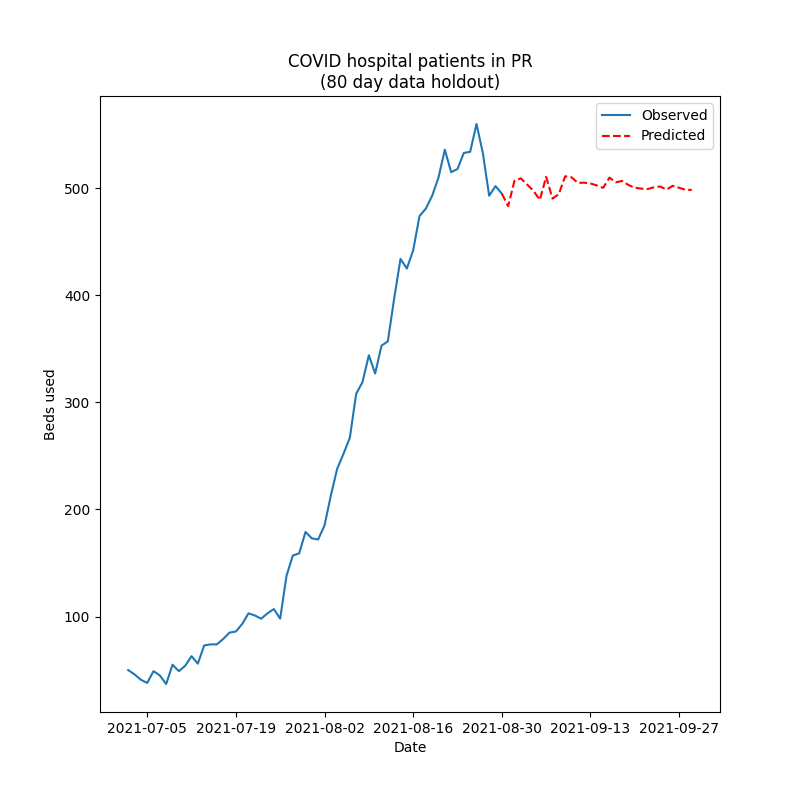 COVID hospital patients in PR
(80 day data holdout)
Observed
Predicted
Beds used
500
400
300
200
100
2021-07-05 2021-07-19 2021-08-02 2021-08-16 2021-08-30 2021-09-13 2021-09-27
Date